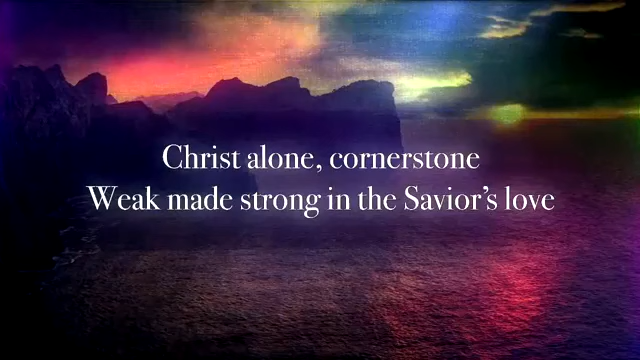 Christ alone, cornerstone
Weak made strong in the Savior’s love